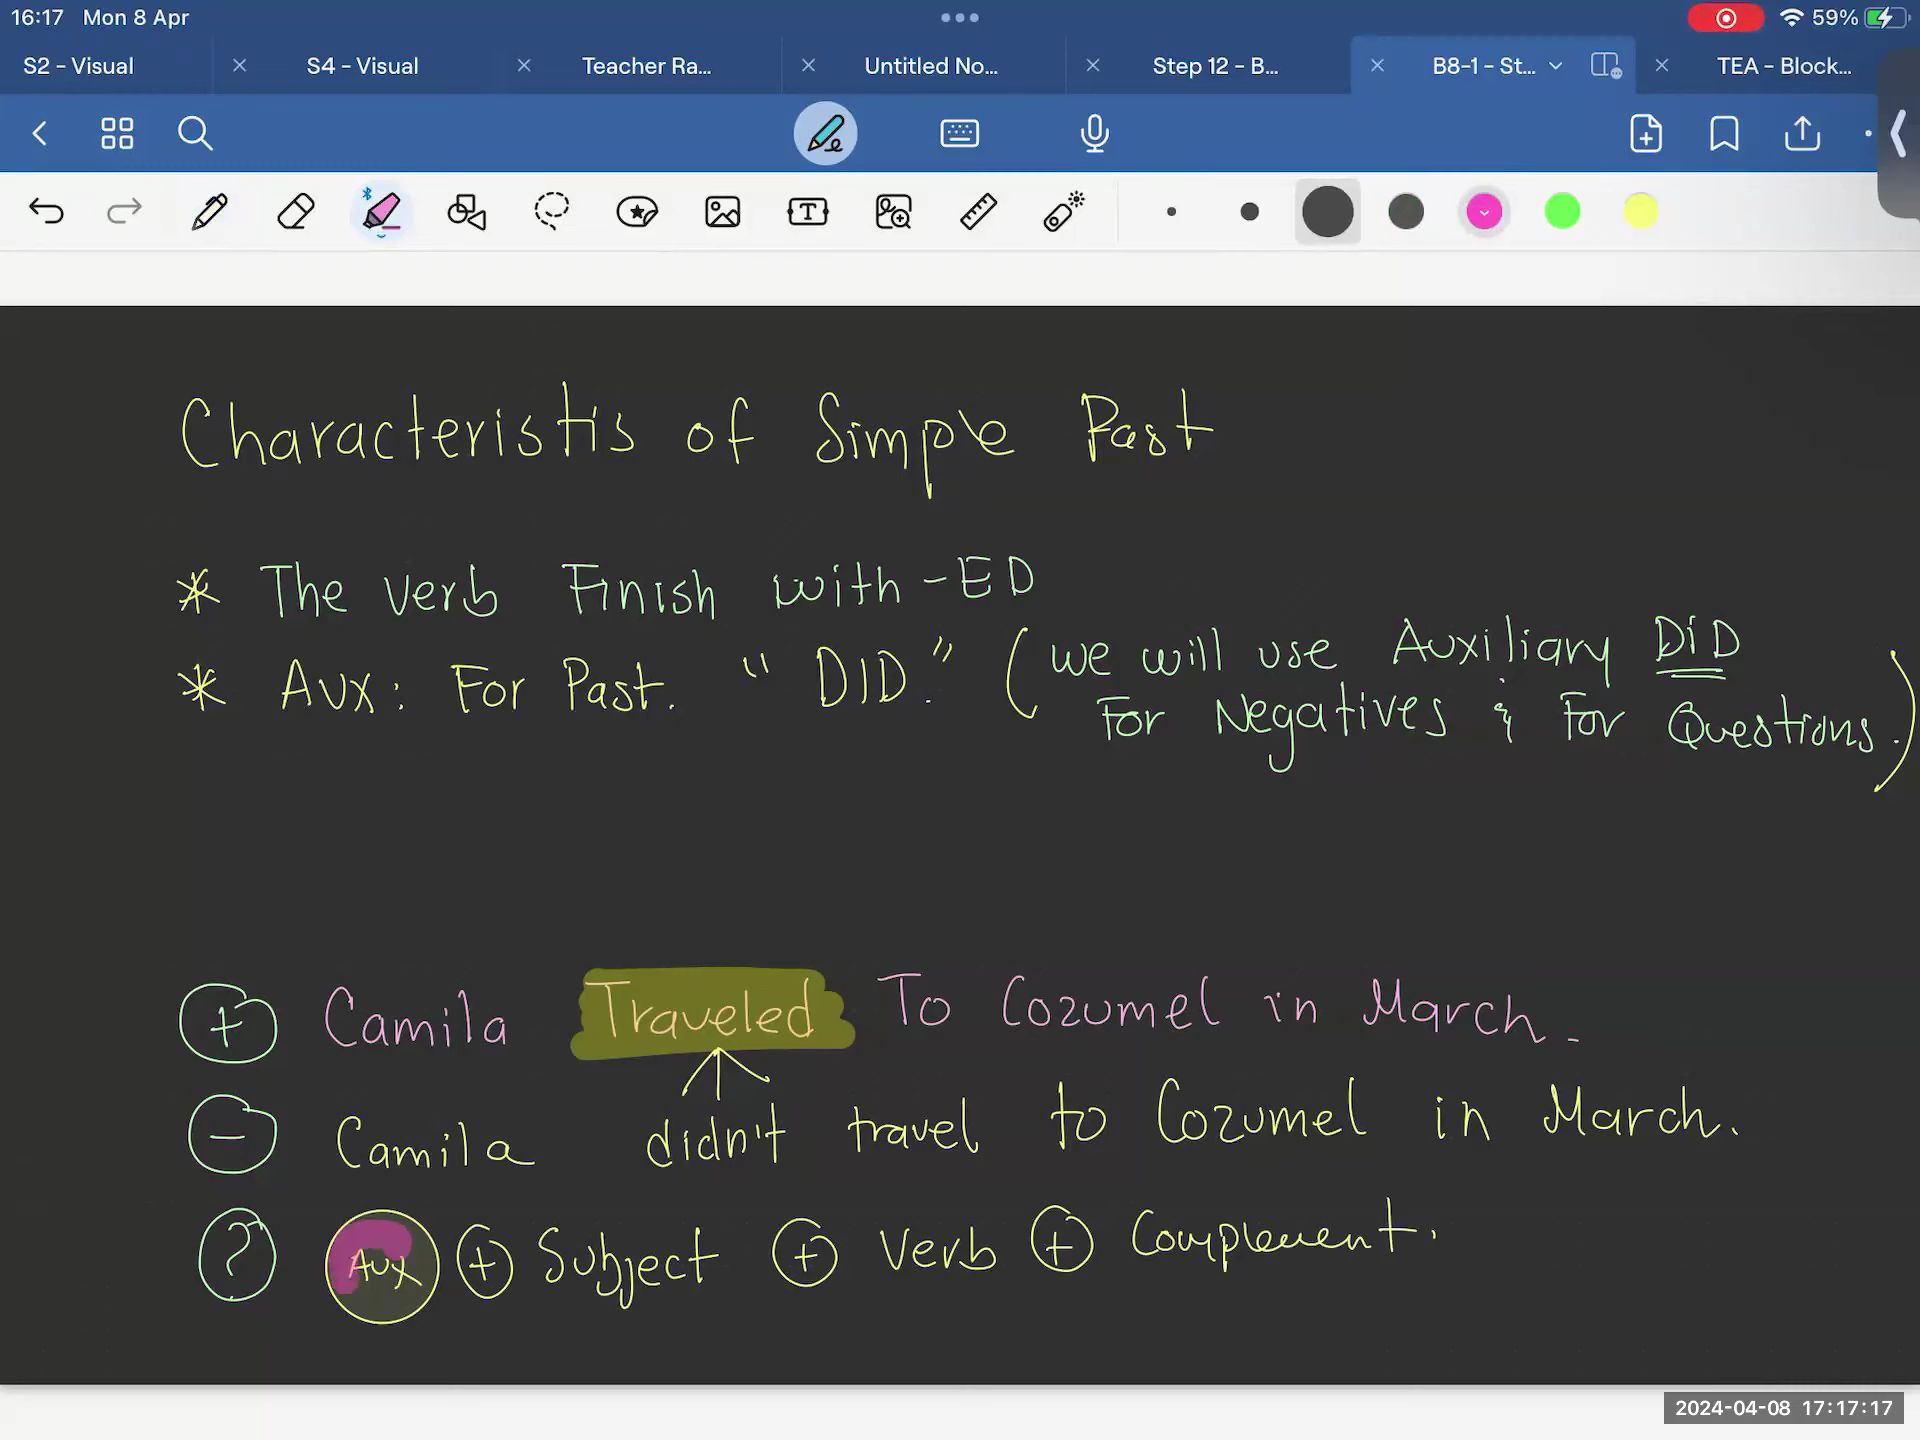 16:17 Mon 8 Apr
59%
S2 - Visual
S4 - Visual
Teacher Ra...
Untitled No...
Step 12 - B...
B8-1 - St...
TEA - Block...
Characteristis of Simple Past
* The verb Finish with -ED
* Aux: For Past. "DID." (we will use Auxiliary DID
For Negatives & For Questions.)
+ Camila Traveled To Cozumel in March.
- Camila didn't travel to Cozumel in March.
? Aux + Subject + Verb + Complement.
2024-04-08 17:17:17